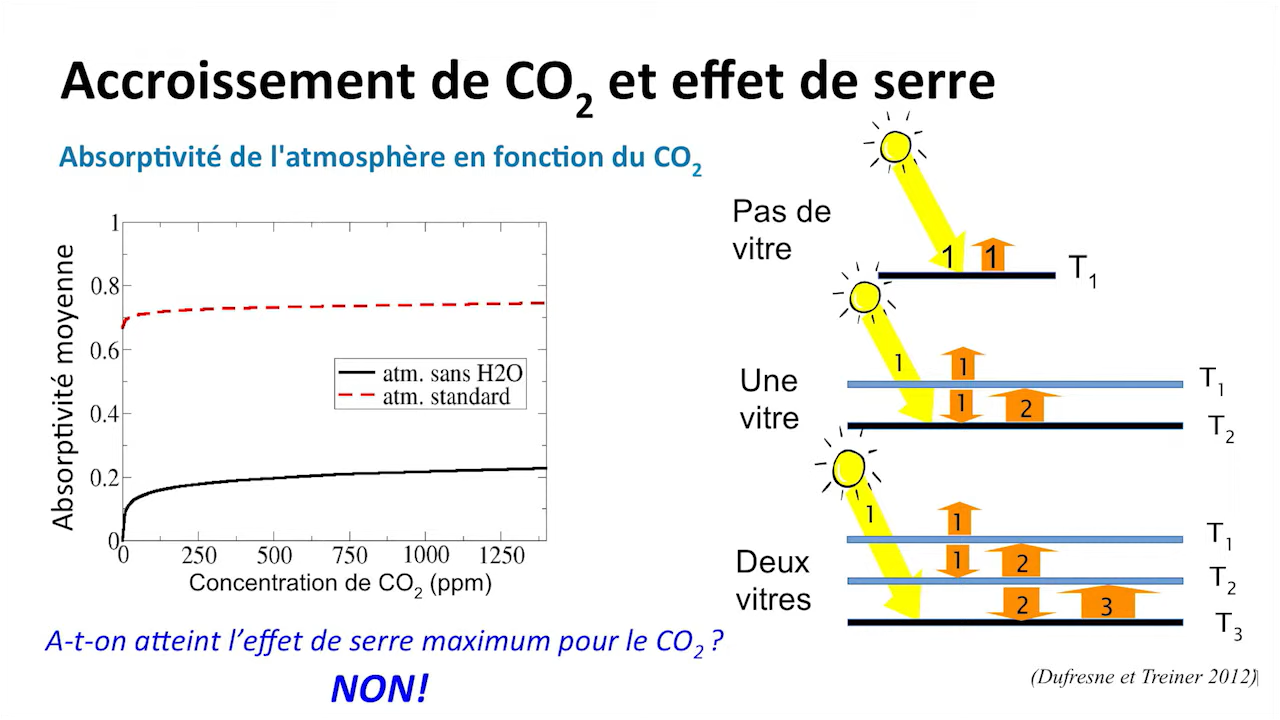 Accroissement de CO2 et effet de serre
Absorptivité de l'atmosphère en fonction du CO2
Absorptivité moyenne
1
0.8
0.6
0.4
0.2
0
0 250 500 750 1000 1250
Concentration de CO2 (ppm)
atm. sans H2O
atm. standard
A-t-on atteint l'effet de serre maximum pour le CO2 ?
NON!
Pas de
vitre
1 1
T1
Une
vitre
1 1
T1
1 2
T2
Deux
vitres
1 1
T1
1 2
T2
2 3
T3
(Dufresne et Treiner 2012)